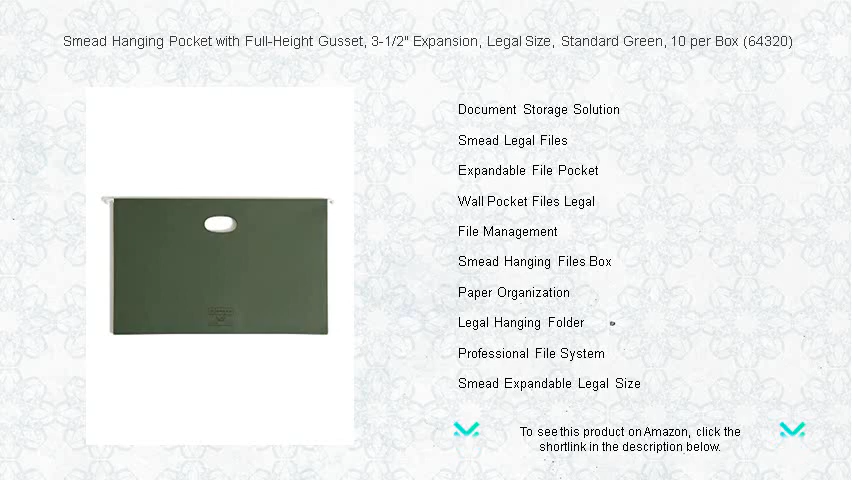 Smead Hanging Pocket with Full-Height Gusset, 3-1/2" Expansion, Legal Size, Standard Green, 10 per Box (64320)
Document Storage Solution
Smead Legal Files
Expandable File Pocket
Wall Pocket Files Legal
File Management
Smead Hanging Files Box
Paper Organization
Legal Hanging Folder
Professional File System
Smead Expandable Legal Size
To see this product on Amazon, click the
shortlink in the description below.